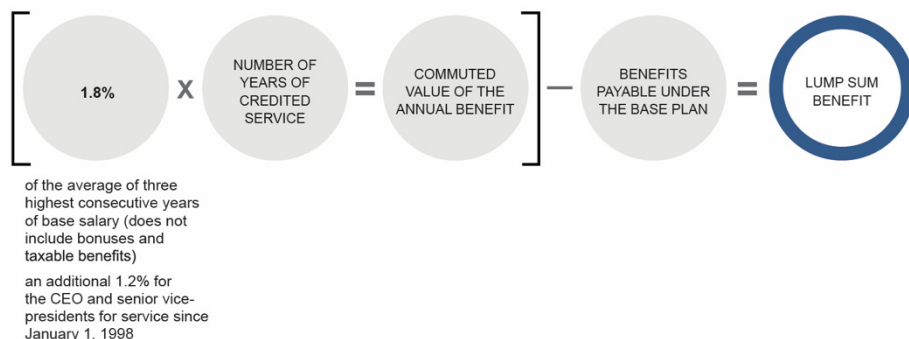 1.8%
X
NUMBER OF
YEARS OF
CREDITED
SERVICE
=
COMMUTED
VALUE OF THE
ANNUAL BENEFIT
—
BENEFITS
PAYABLE UNDER
THE BASE PLAN
=
LUMP SUM
BENEFIT
of the average of three
highest consecutive years
of base salary (does not
include bonuses and
taxable benefits)
an additional 1.2% for
the CEO and senior vice-
presidents for service since
January 1, 1998